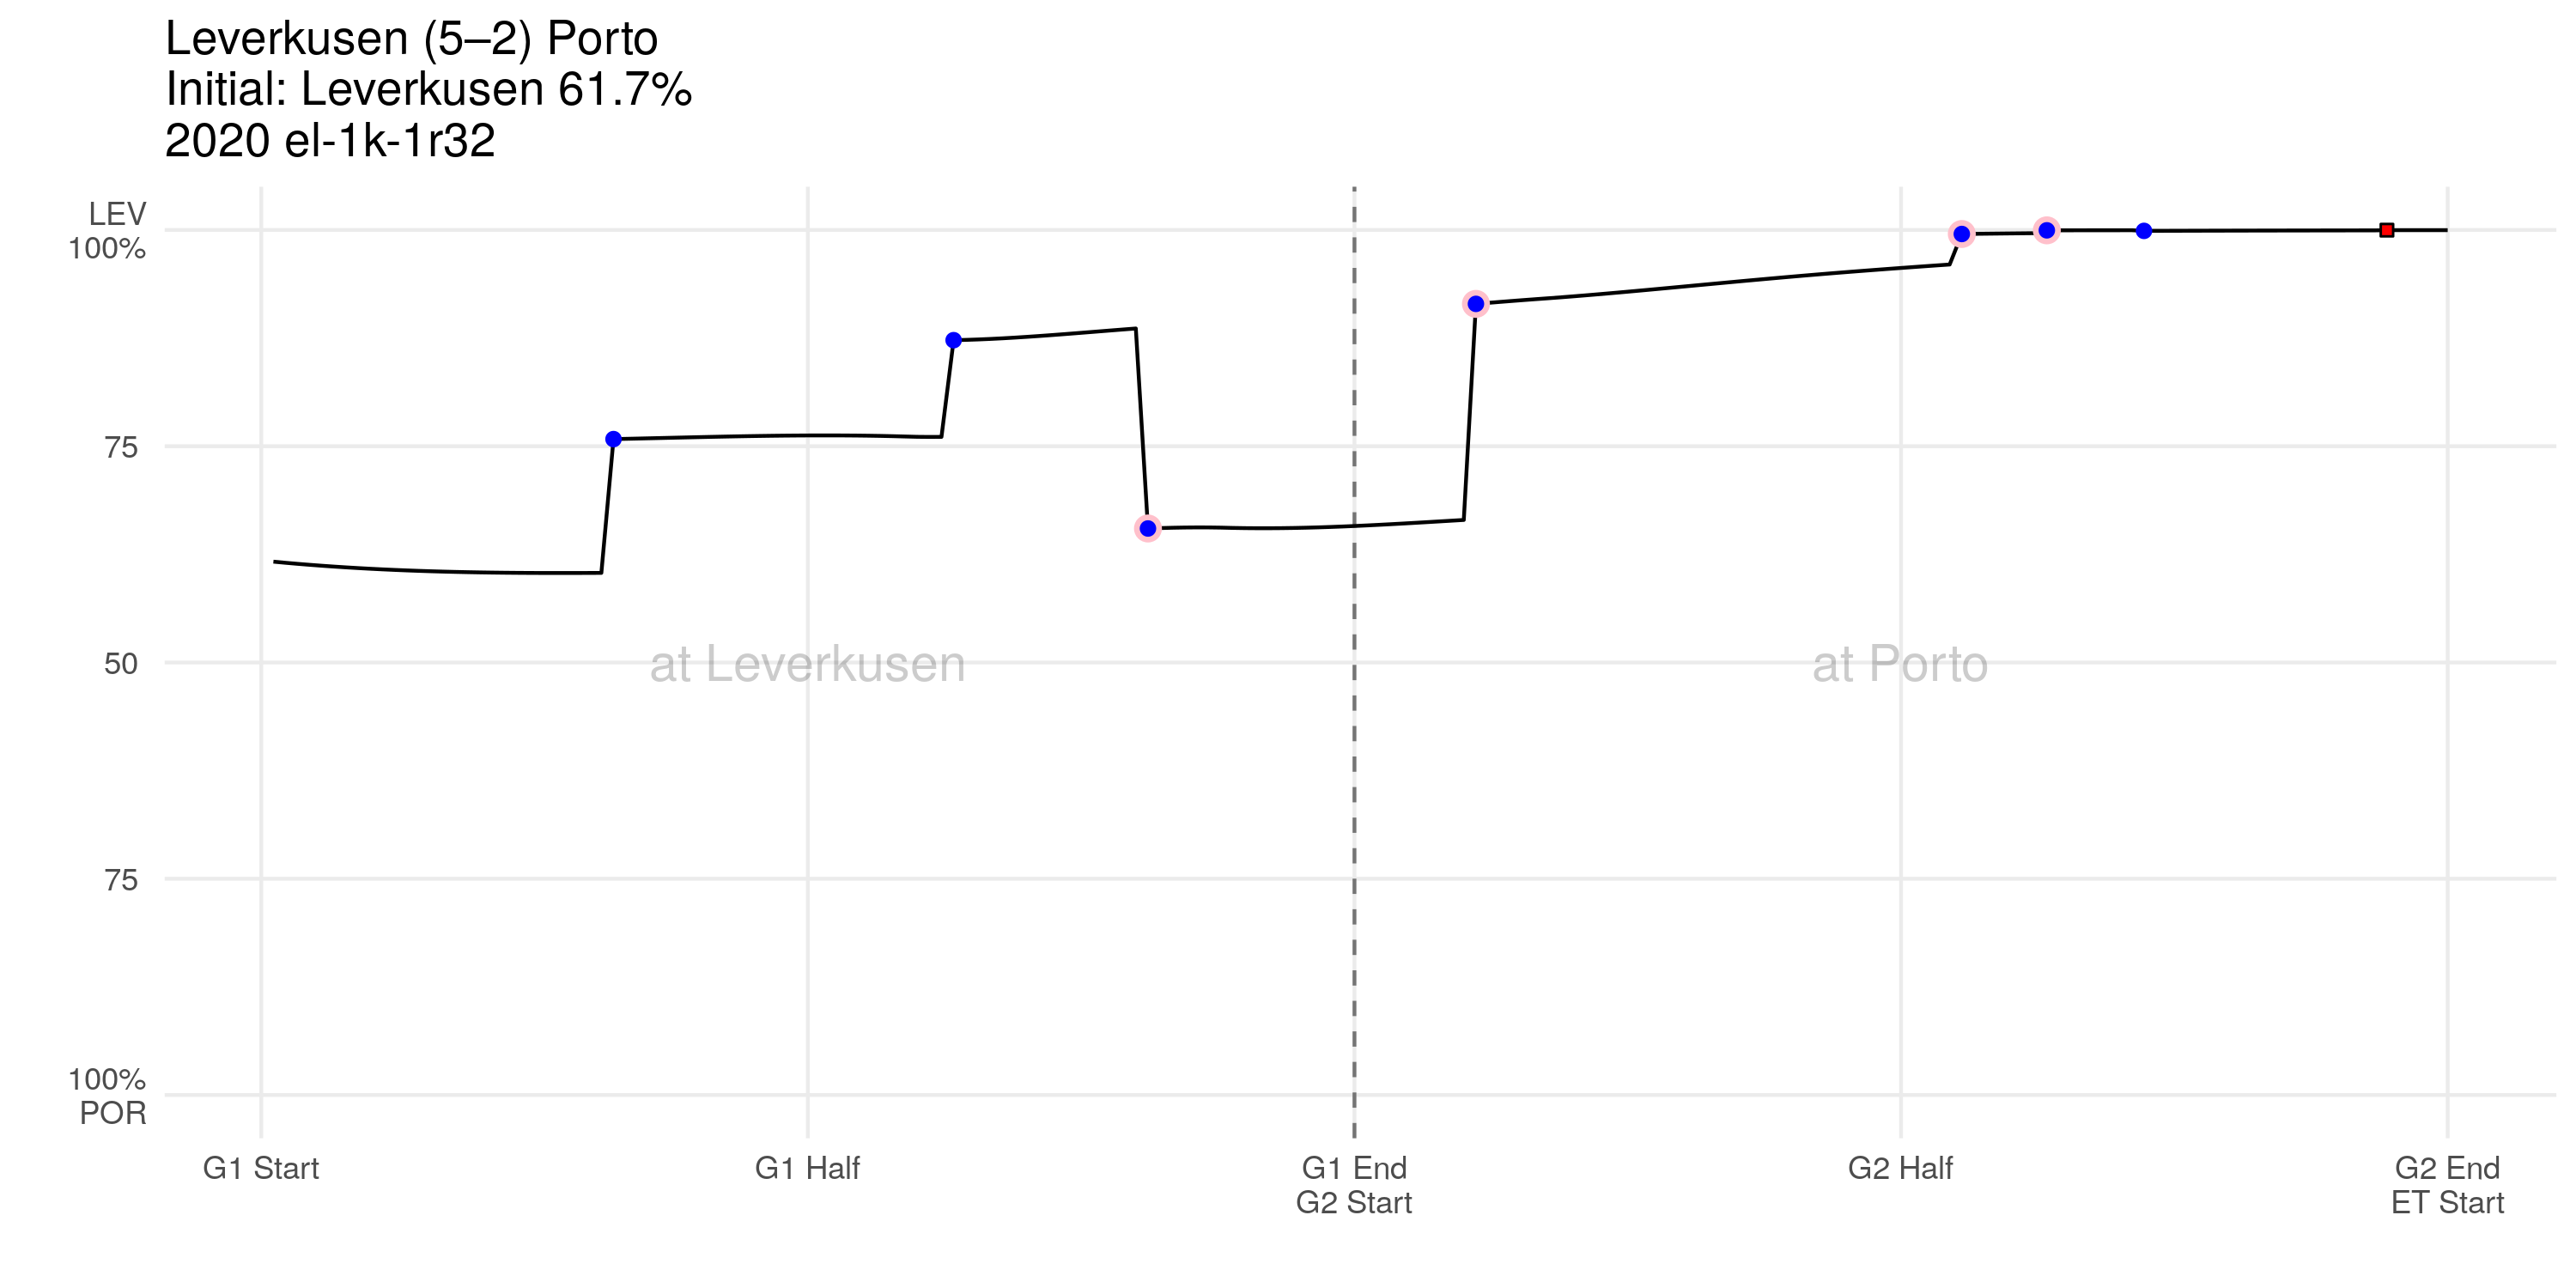 Leverkusen (5–2) Porto
Initial: Leverkusen 61.7%
2020 el-1k-1r32
LEV
100%
75
50
75
100%
POR
at Leverkusen
at Porto
G1 Start
G1 Half
G1 End
G2 Start
G2 Half
G2 End
ET Start